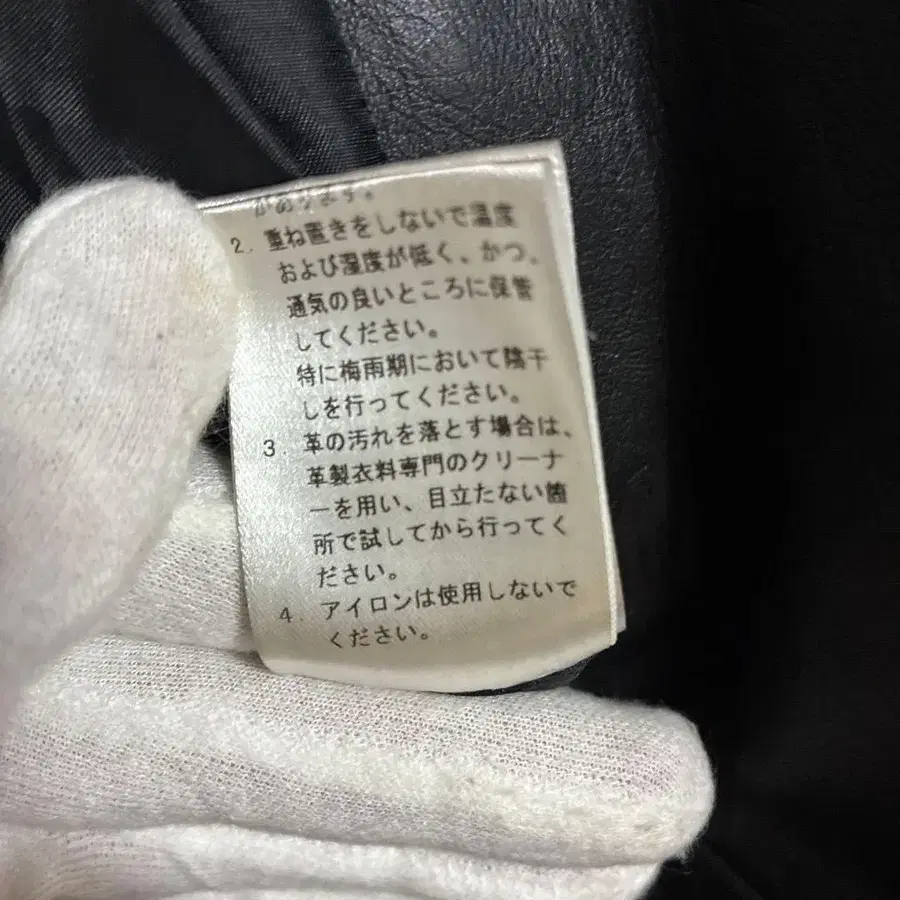 があります。
2. 重ね置きをしないで温度
および湿度が低く、かつ、
通気の良いところに保管
してください。
特に梅雨期において陰干
しを行ってください。
3. 革の汚れを落とす場合は、
革製衣料専門のクリーナ
ーを用い、目立たない箇
所で試してから行ってく
ださい。
4. アイロンは使用しないで
ください。